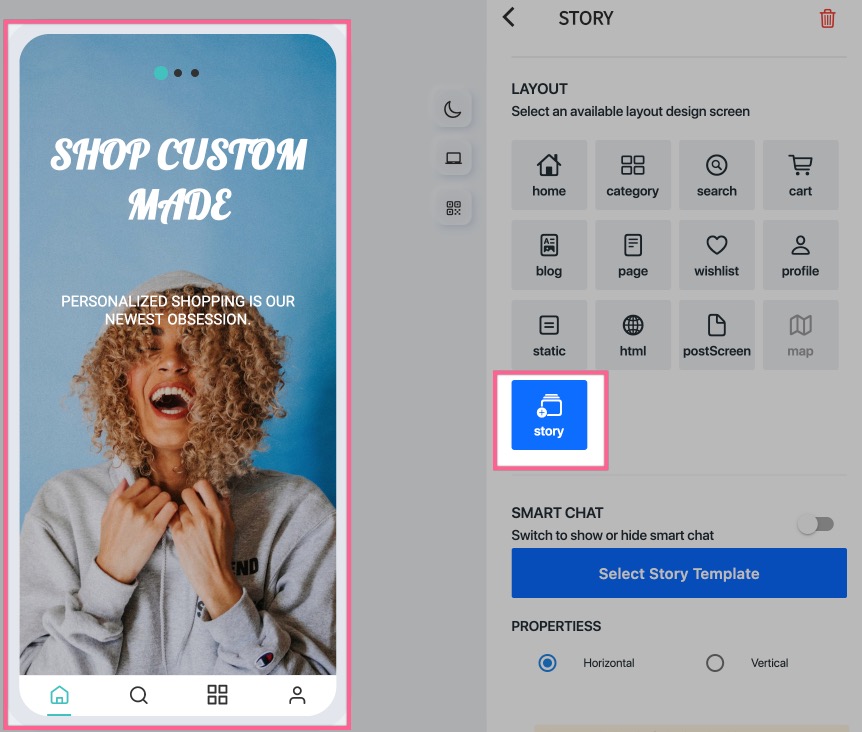 STORY
SHOP CUSTOM
MADE
PERSONALIZED SHOPPING IS OUR
NEWEST OBSESSION.
LAYOUT
Select an available layout design screen
home
category
search
cart
blog
page
wishlist
profile
static
html
postScreen
map
story
SMART CHAT
Switch to show or hide smart chat
Select Story Template
PROPERTIESS
Horizontal
Vertical